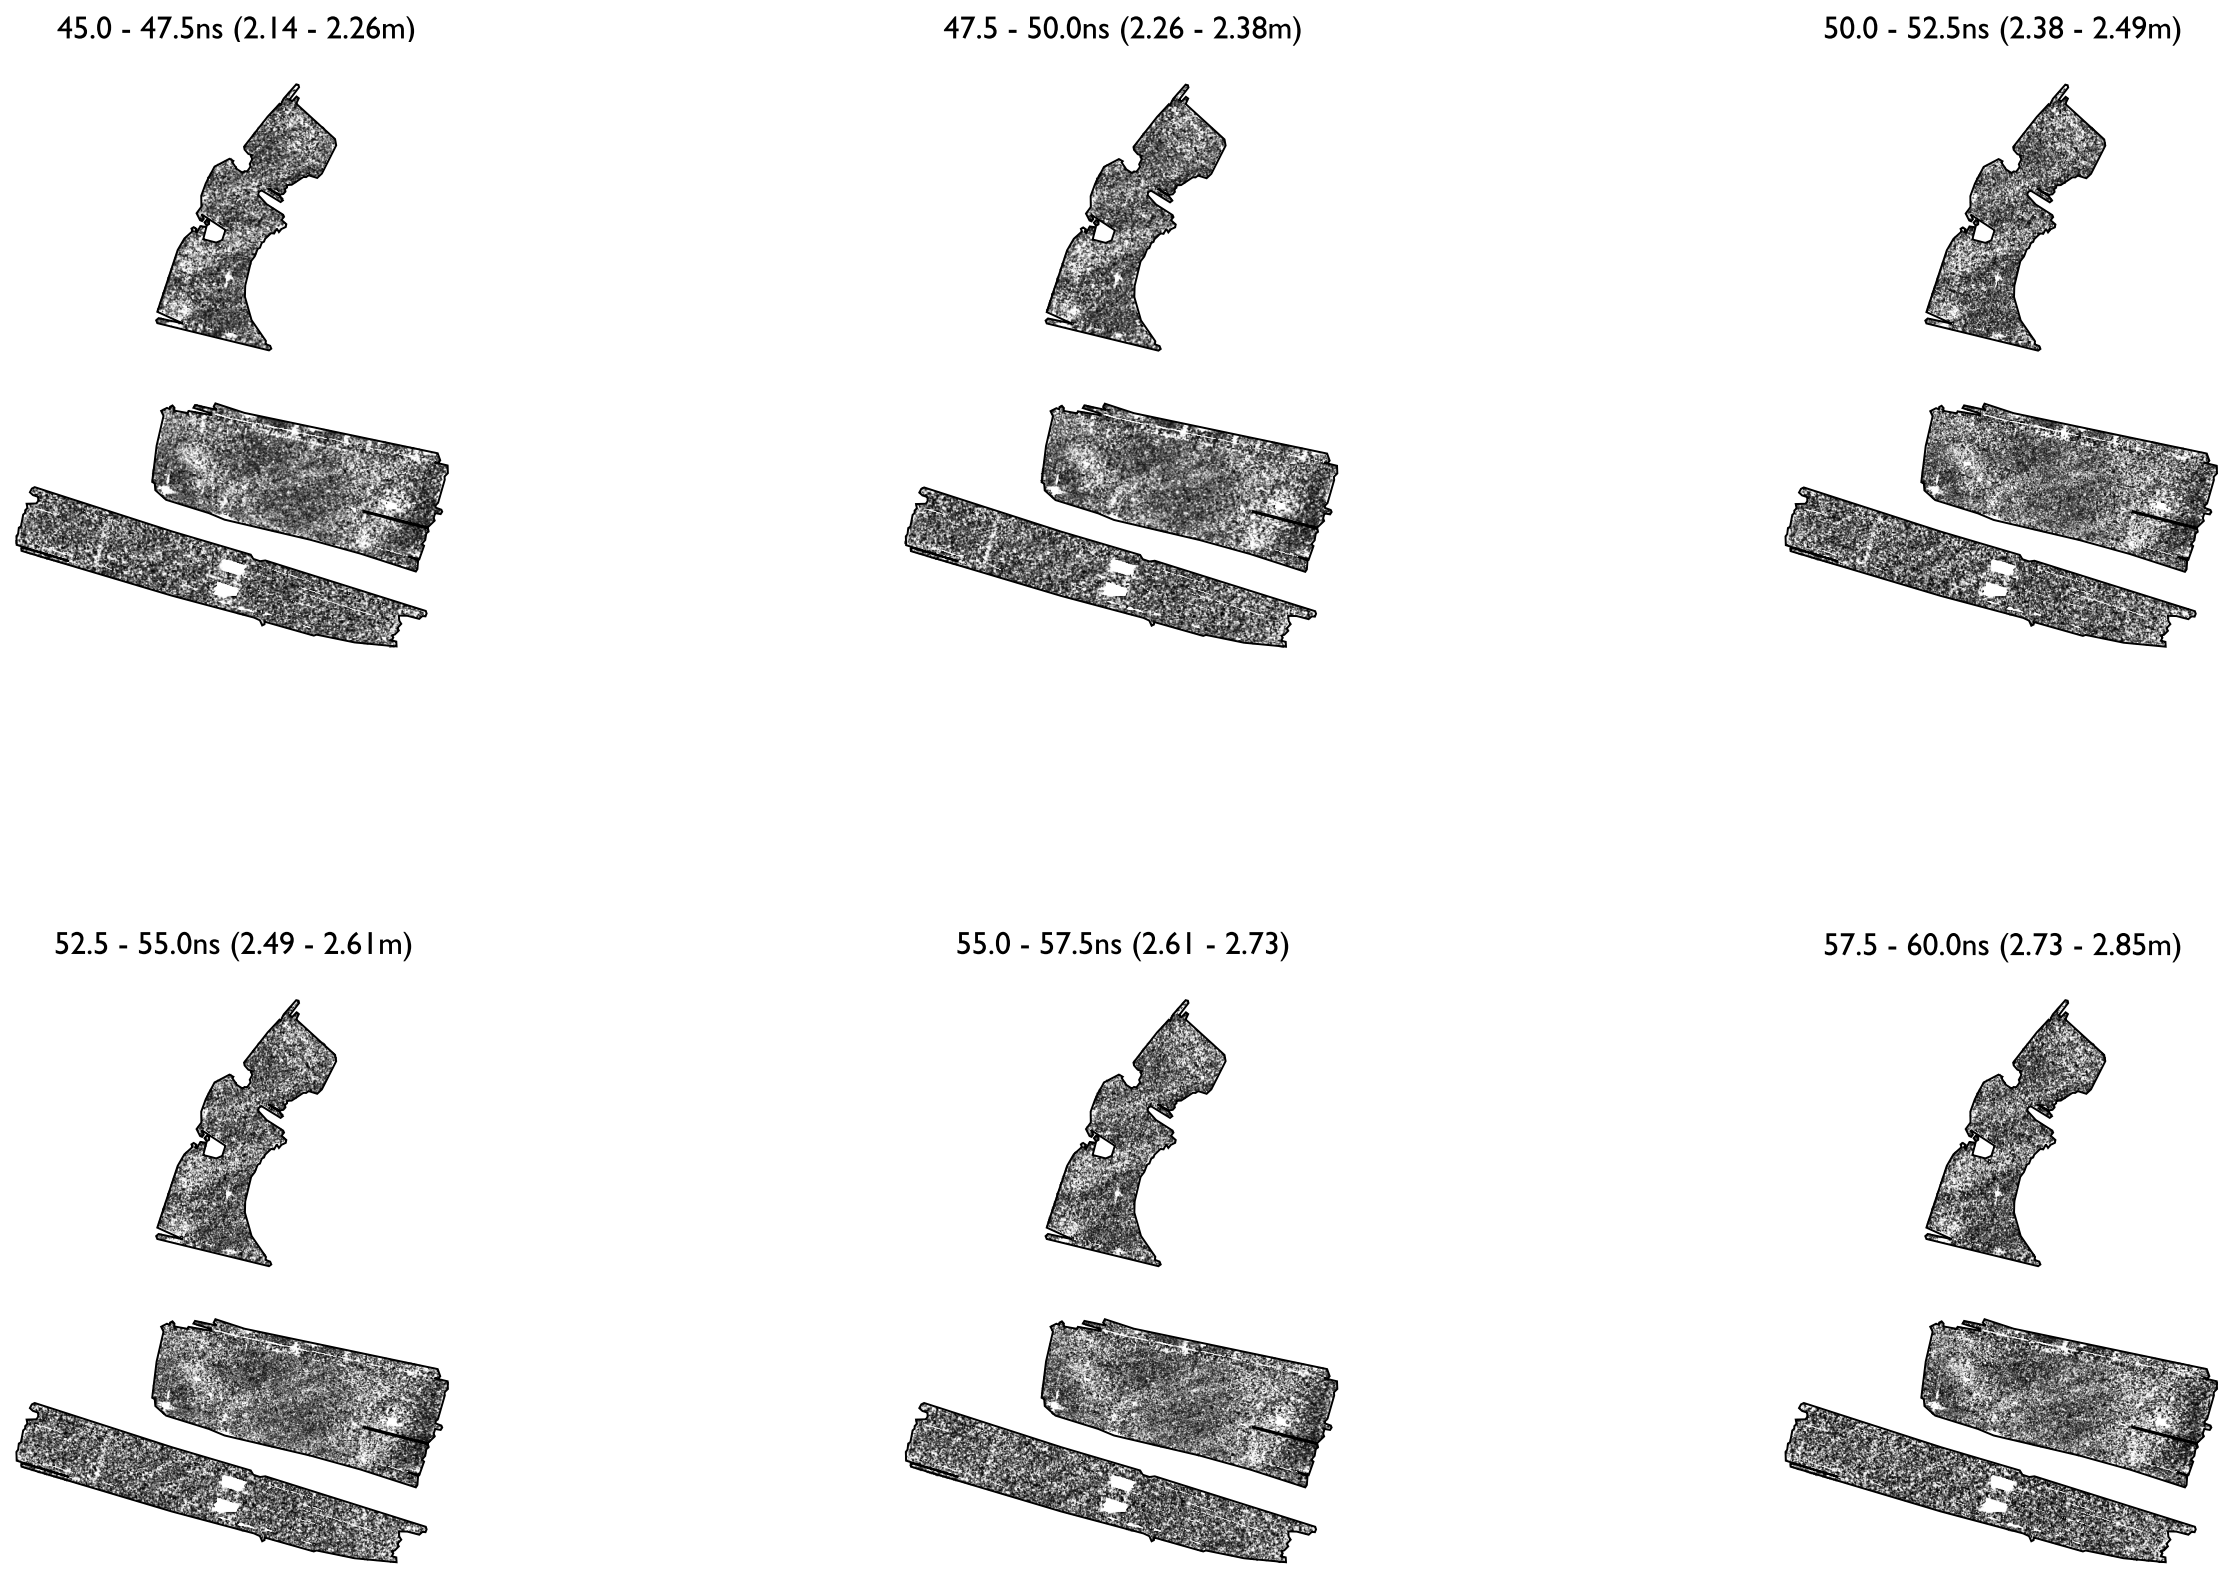 45.0 - 47.5ns (2.14 - 2.26m)
47.5 - 50.0ns (2.26 - 2.38m)
50.0 - 52.5ns (2.38 - 2.49m)
52.5 - 55.0ns (2.49 - 2.61m)
55.0 - 57.5ns (2.61 - 2.73)
57.5 - 60.0ns (2.73 - 2.85m)